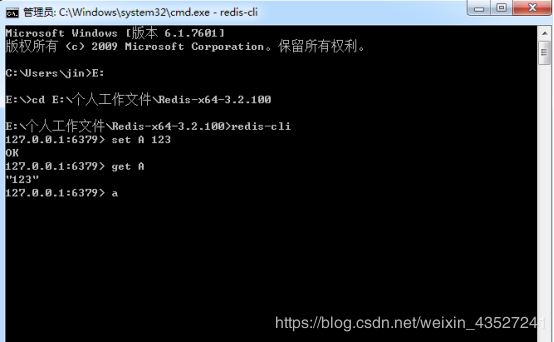 管理员: C:\Windows\system32\cmd.exe - redis-cli
Microsoft Windows [版本 6.1.7601]
版权所有 (c) 2009 Microsoft Corporation。保留所有权利。
C:\Users\jin>E:
E:\>cd E:\个人工作文件\Redis-x64-3.2.100
E:\个人工作文件\Redis-x64-3.2.100>redis-cli
127.0.0.1:6379> set A 123
OK
127.0.0.1:6379> get A
"123"
127.0.0.1:6379> a
https://blog.csdn.net/weixin_43527241